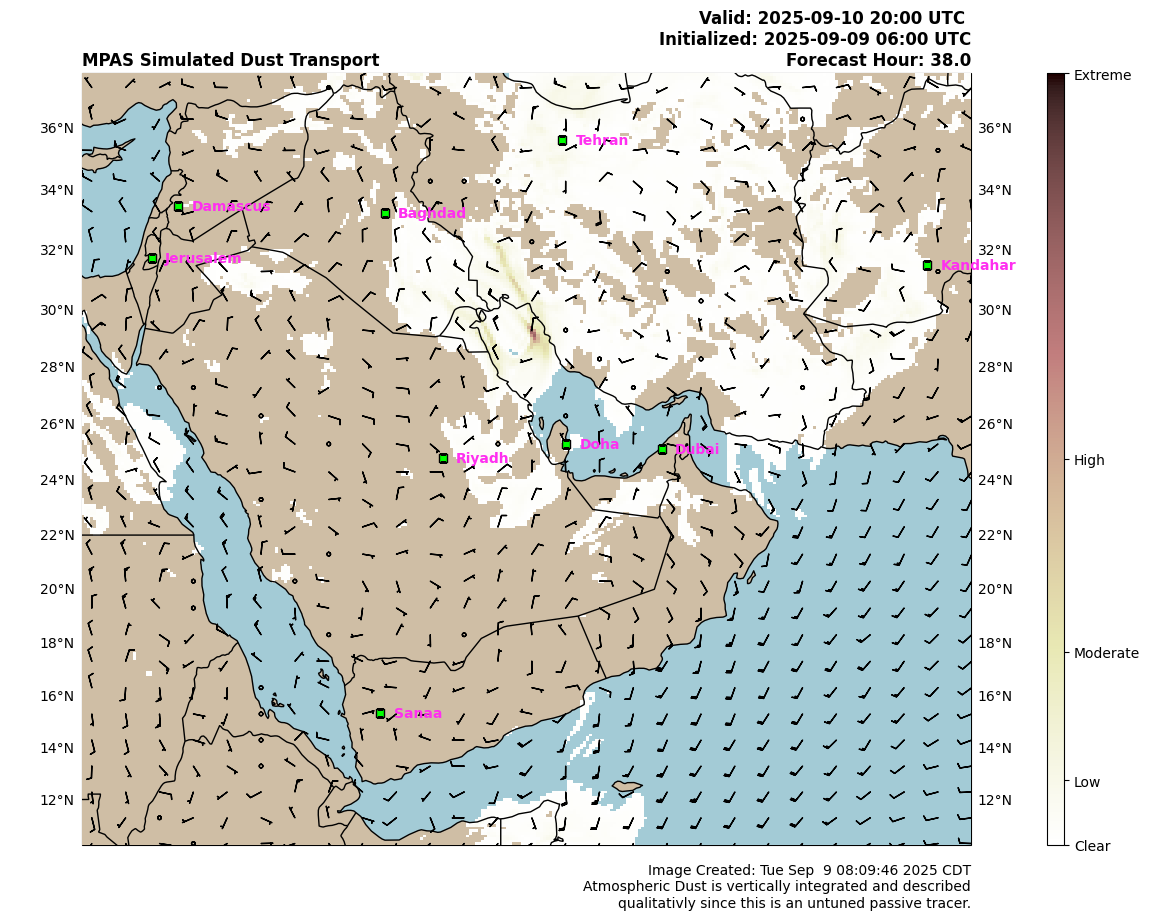 Valid: 2025-09-10 20:00 UTC
Initialized: 2025-09-09 06:00 UTC
MPAS Simulated Dust Transport
Forecast Hour: 38.0
Extreme
High
Moderate
Low
Clear
36°N
34°N
32°N
30°N
28°N
26°N
24°N
22°N
20°N
18°N
16°N
14°N
12°N
36°N
34°N
32°N
30°N
28°N
26°N
24°N
22°N
20°N
18°N
16°N
14°N
12°N
Tehran
Damascus
Baghdad
Jerusalem
Kandahar
Doha
Dubai
Riyadh
Sanaa
Image Created: Tue Sep  9 08:09:46 2025 CDT
Atmospheric Dust is vertically integrated and described
qualitativly since this is an untuned passive tracer.